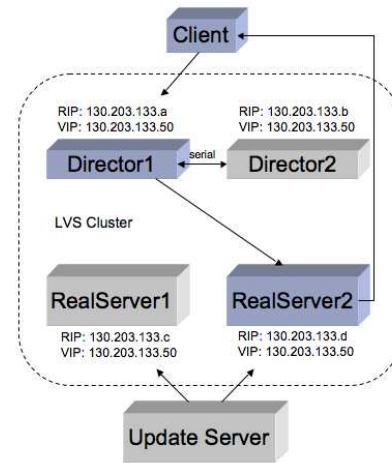 Client
RIP: 130.203.133.a
VIP: 130.203.133.50
RIP: 130.203.133.b
VIP: 130.203.133.50
Director1
serial
Director2
LVS Cluster
RealServer1
RealServer2
RIP: 130.203.133.c
VIP: 130.203.133.50
RIP: 130.203.133.d
VIP: 130.203.133.50
Update Server